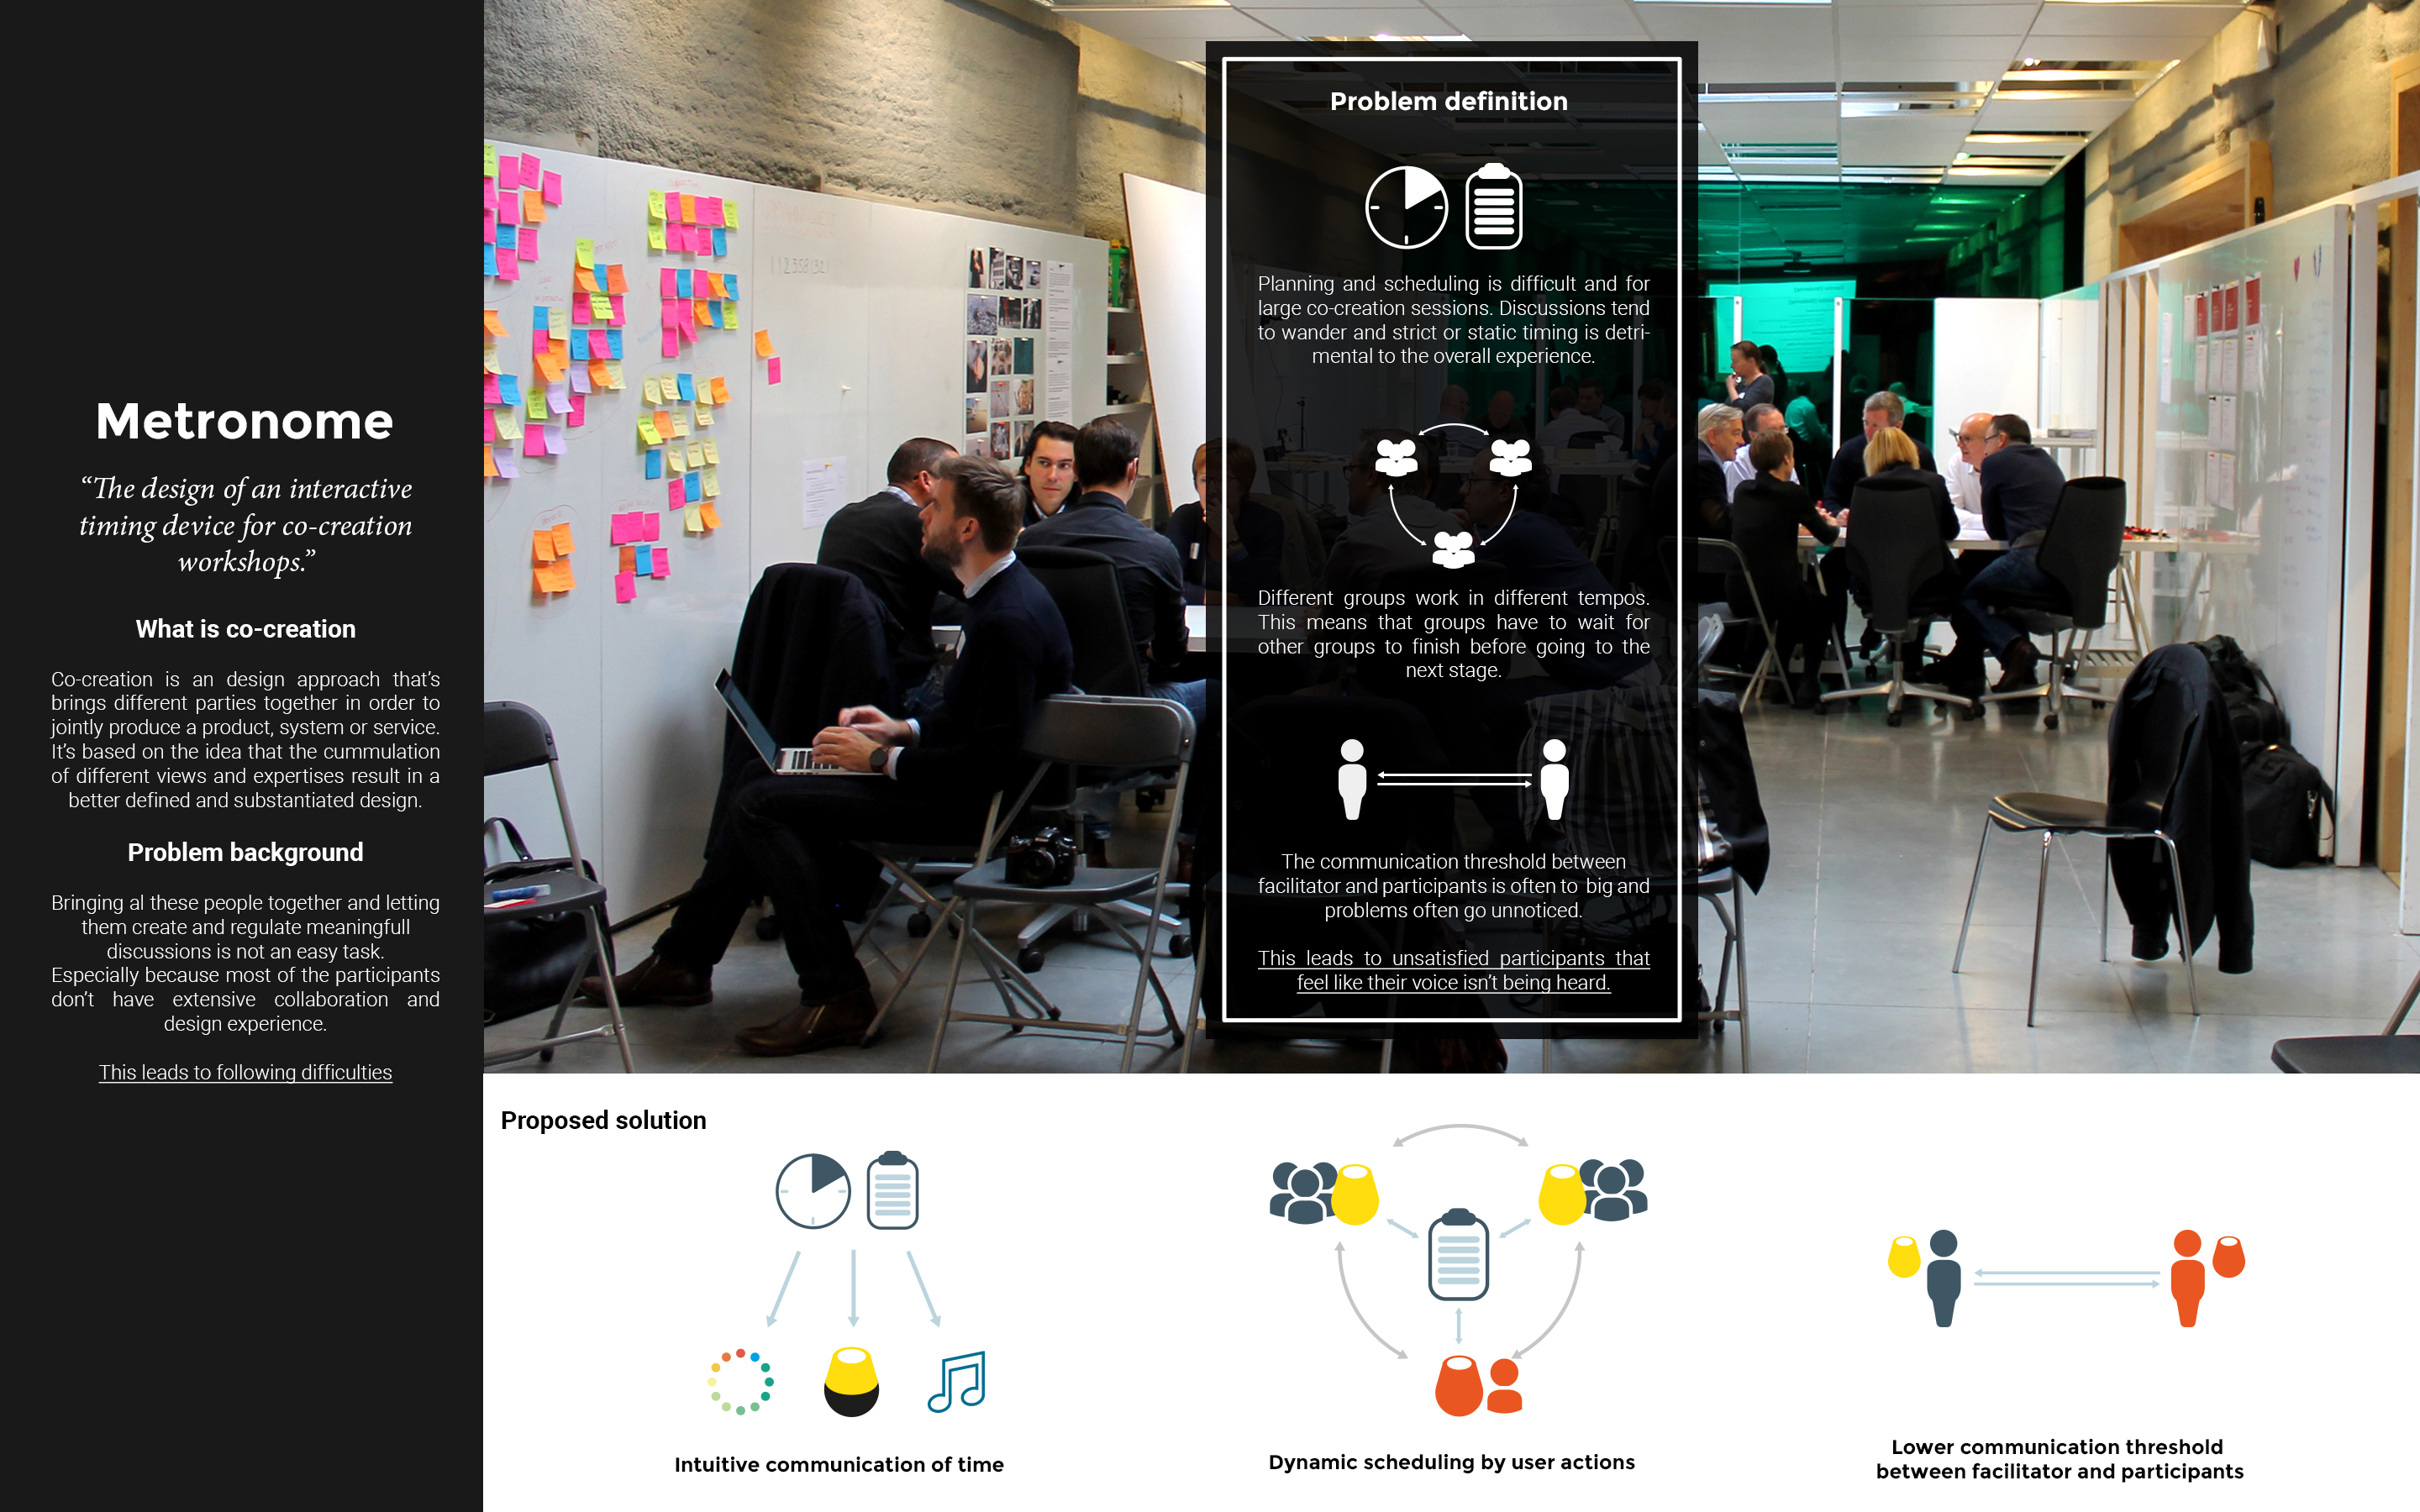 Metronome
“The design of an interactive
timing device for co-creation
workshops.”
What is co-creation
Co-creation is an design approach that’s
brings different parties together in order to
jointly produce a product, system or service.
It’s based on the idea that the cummulation
of different views and expertises result in a
better defined and substantiated design.
Problem background
Bringing al these people together and letting
them create and regulate meaningfull
discussions is not an easy task.
Especially because most of the participants
don’t have extensive collaboration and
design experience.
This leads to following difficulties
Problem definition
Planning and scheduling is difficult and for
large co-creation sessions. Discussions tend
to wander and strict or static timing is detri-
mental to the overall experience.
Different groups work in different tempos.
This means that groups have to wait for
other groups to finish before going to the
next stage.
The communication threshold between
facilitator and participants is often to big and
problems often go unnoticed.
This leads to unsatisfied participants that
feel like their voice isn’t being heard.
Proposed solution
Intuitive communication of time
Dynamic scheduling by user actions
Lower communication threshold
between facilitator and participants